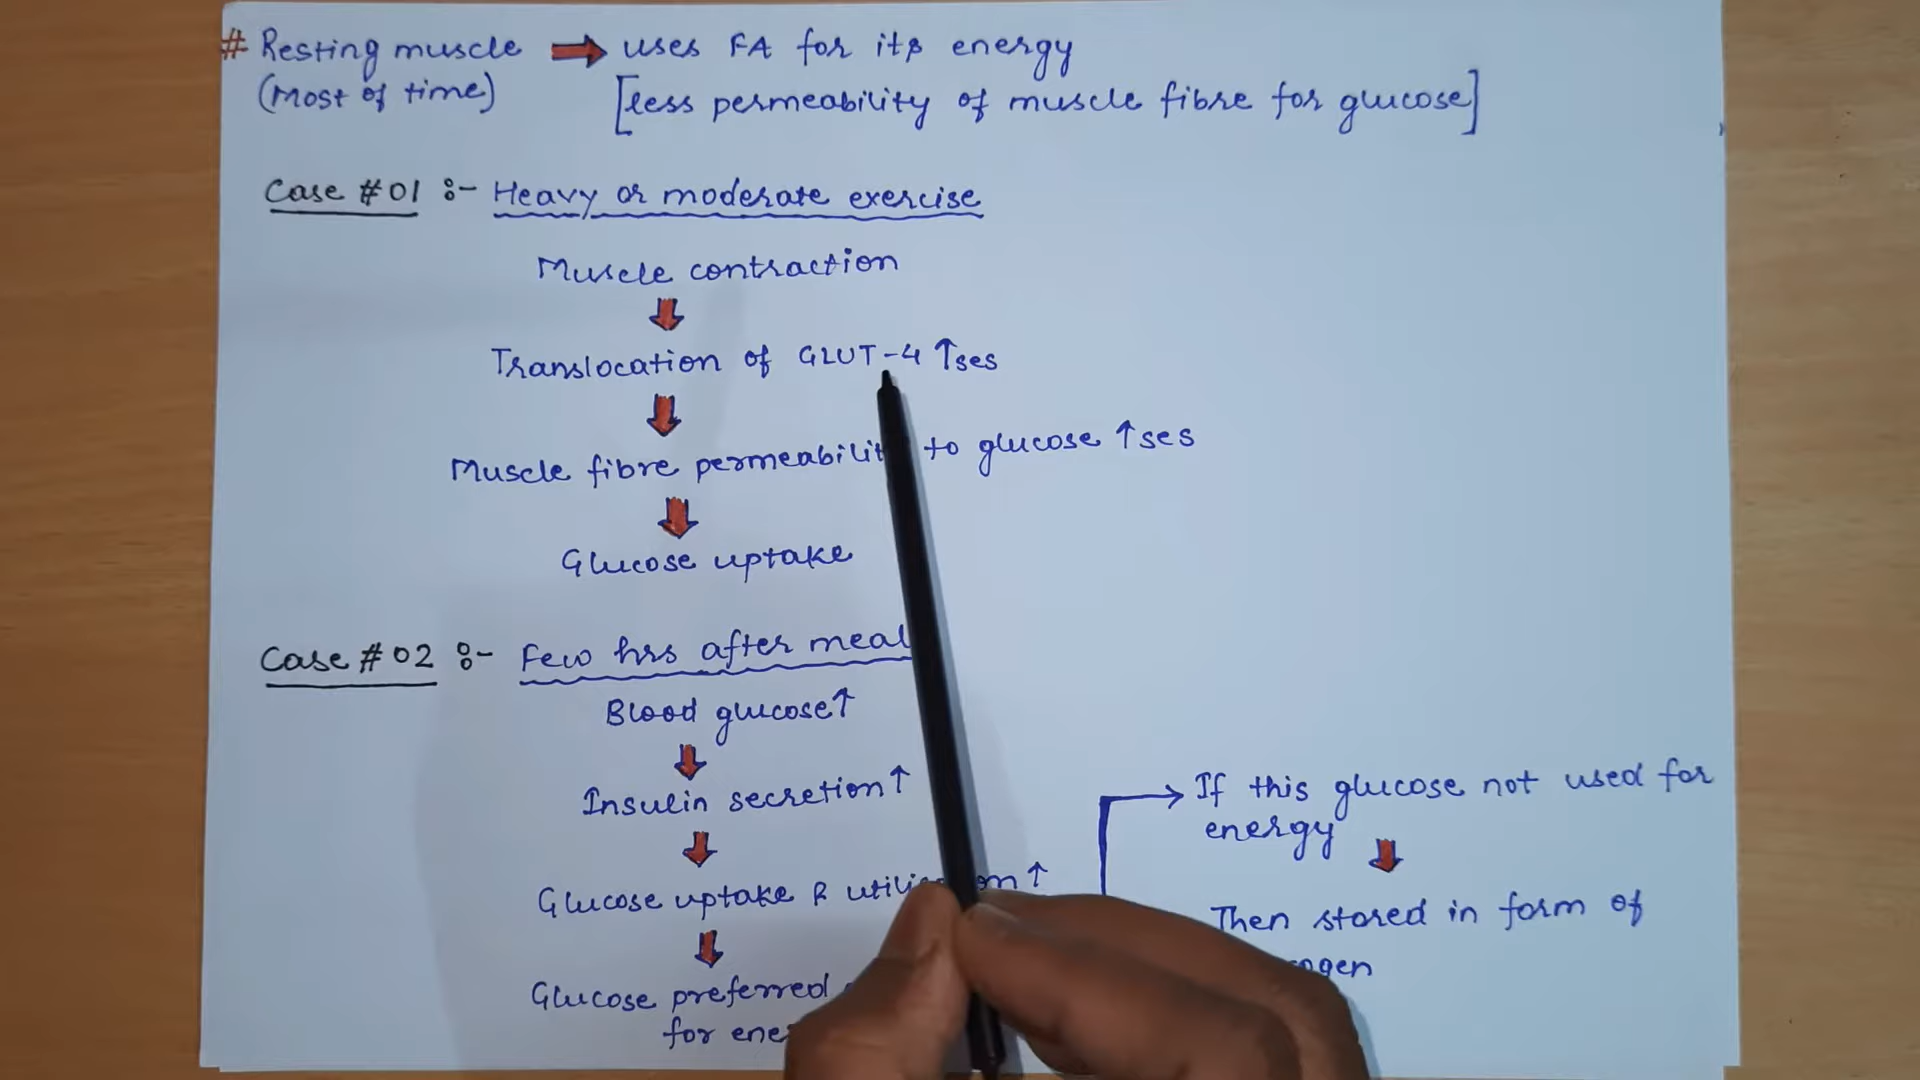 # Resting muscle → uses FA for its energy
(Most of time) [less permeability of muscle fibre for glucose]
Case #01 :- Heavy or moderate exercise
Muscle contraction
Translocation of GLUT-4 ↑ses
Muscle fibre permeability to glucose ↑ses
Glucose uptake
Case #02 :- Few hrs after meal
Blood glucose↑
Insulin secretion↑
Glucose uptake & ↑
Glucose preferred
for
→ If this glucose not used for
energy
Then stored in form of